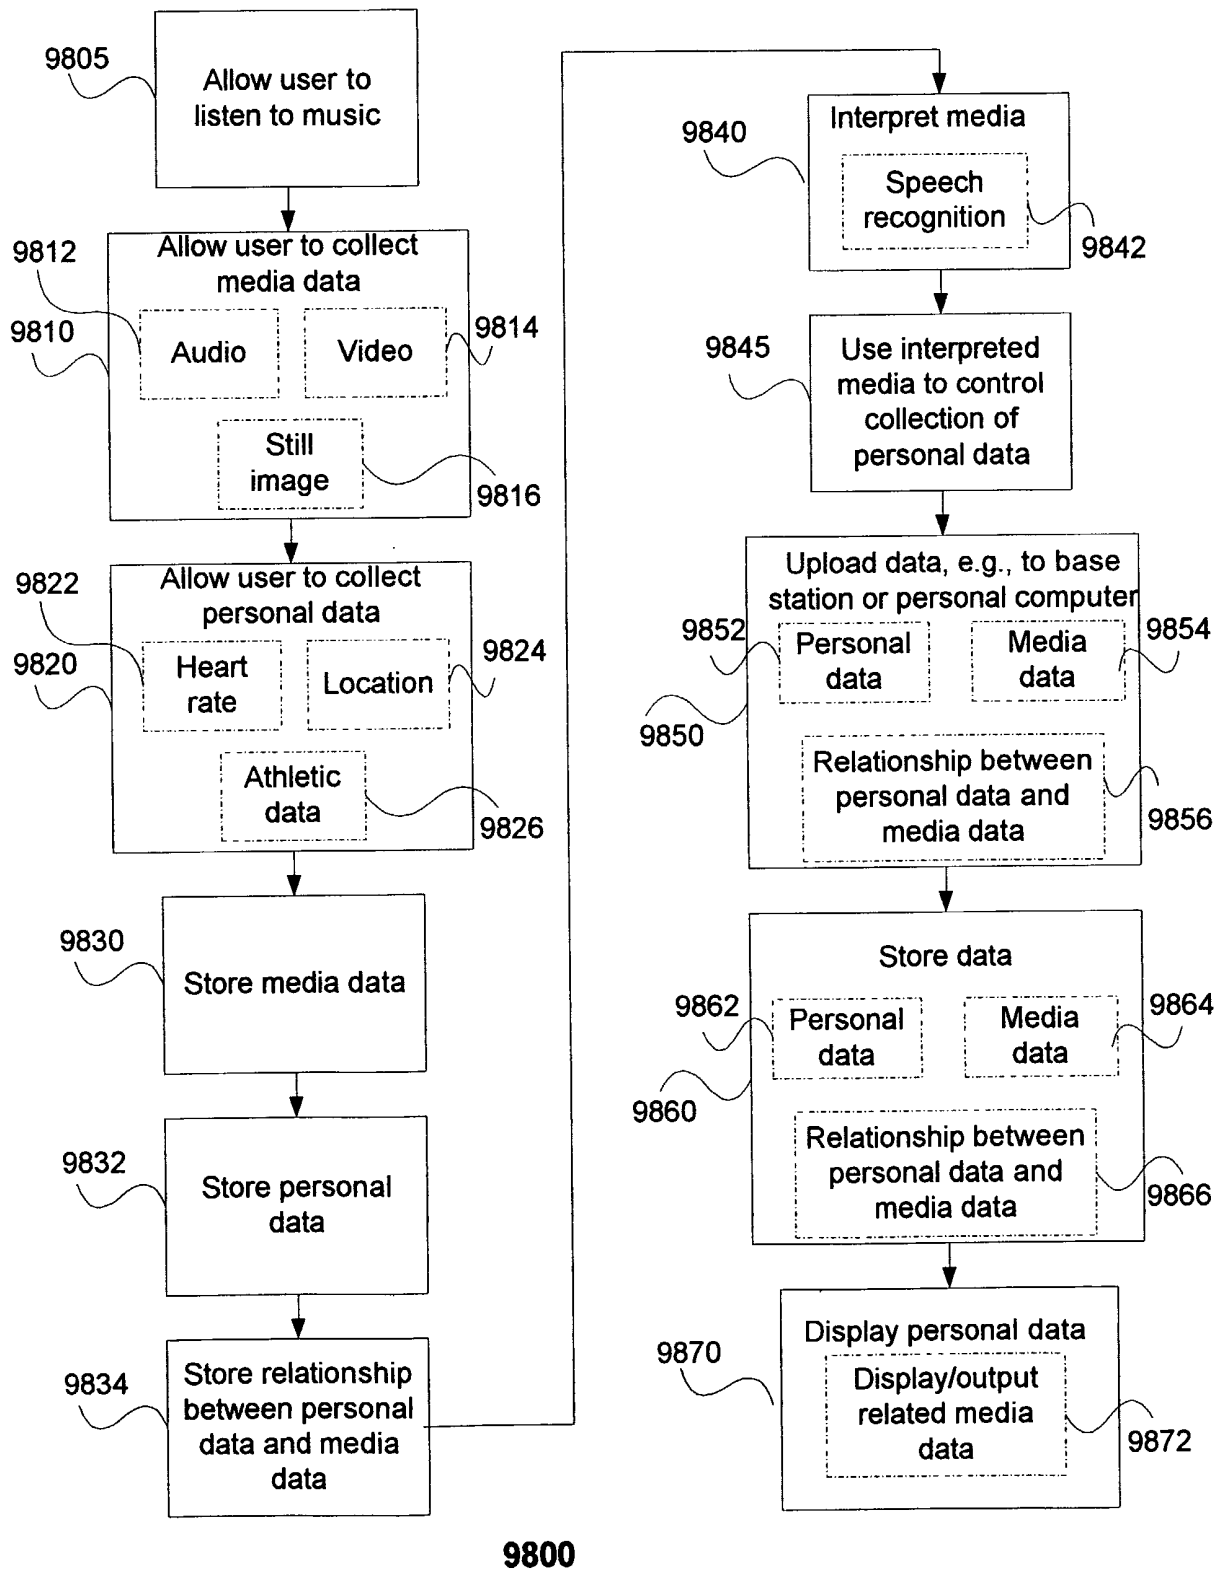 9805
Allow user to
listen to music
9812
Allow user to collect
media data
9810
Audio
Video
9814
Still
image
9816
9822
Allow user to collect
personal data
9820
Heart
rate
Location
9824
Athletic
data
9826
9830
Store media data
9832
Store personal
data
9834
Store relationship
between personal
data and media
data
9840
Interpret media
Speech
recognition
9842
9845
Use interpreted
media to control
collection of
personal data
Upload data, e.g., to base
station or personal computer
9852
Personal
data
Media
data
9854
9850
Relationship between
personal data and
media data
9856
Store data
9862
Personal
data
Media
data
9864
9860
Relationship between
personal data and
media data
9866
9870
Display personal data
Display/output
related media
data
9872
9800